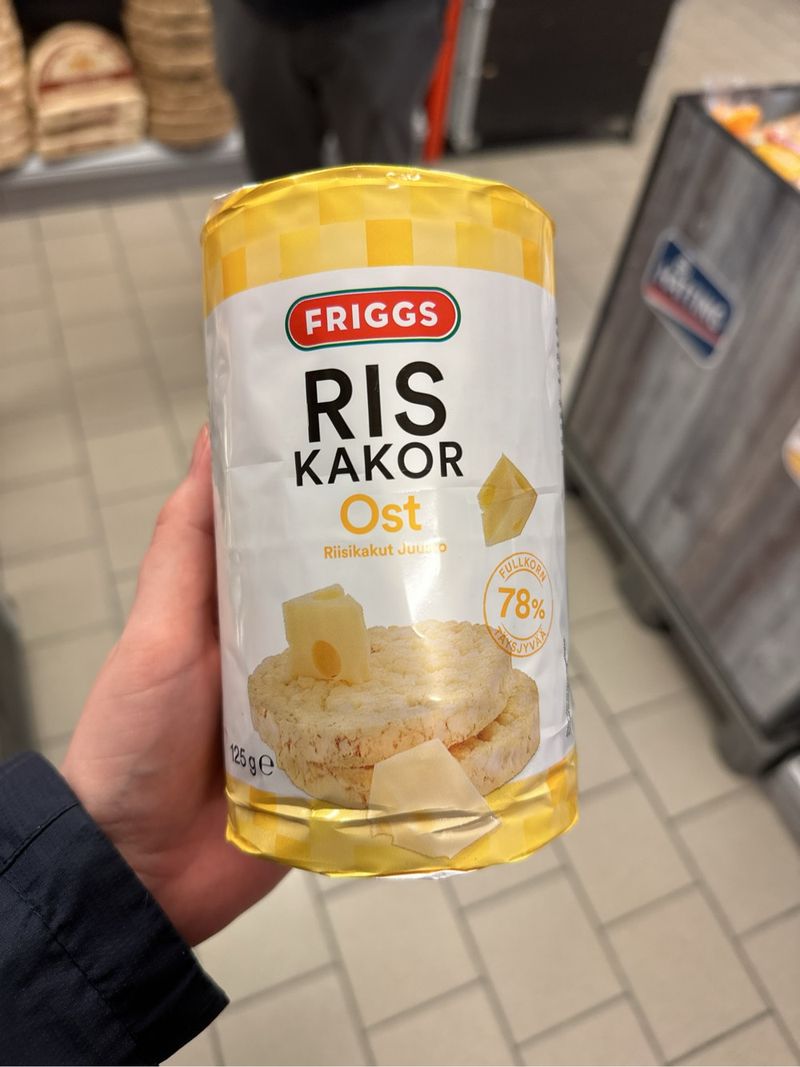 FRIGGS
RIS
KAKOR
Ost
Riisikakut Juusto
FULLKORN
78%
TÄYSJYVÄÄ
125 g e